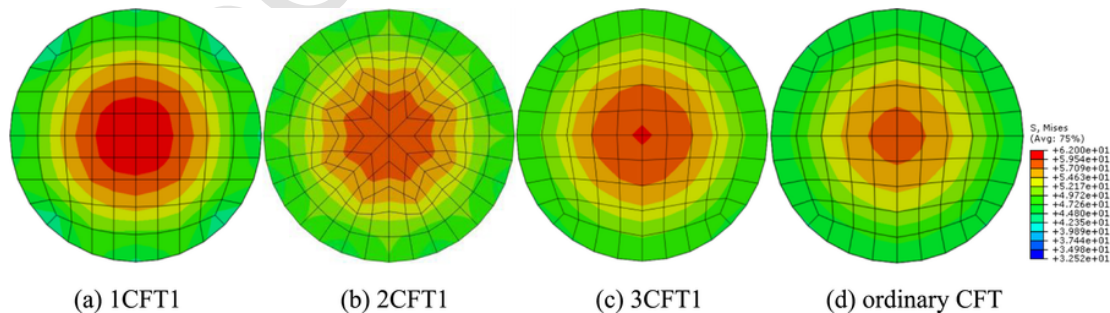 S, Mises
(Avg: 75%)
+6.200e+01
+5.954e+01
+5.709e+01
+5.463e+01
+5.217e+01
+4.972e+01
+4.726e+01
+4.480e+01
+4.235e+01
+3.989e+01
+3.744e+01
+3.498e+01
+3.252e+01
(a) 1CFT1
(b) 2CFT1
(c) 3CFT1
(d) ordinary CFT